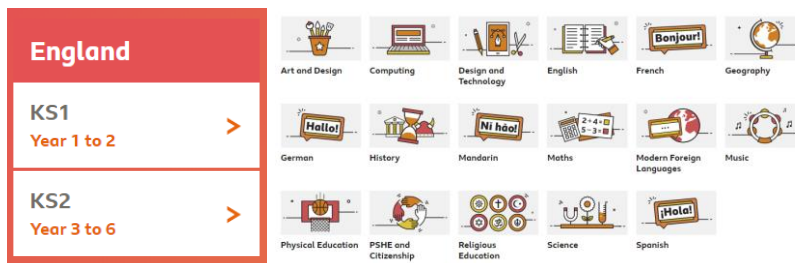 England
KS1
Year 1 to 2
>
KS2
Year 3 to 6
>
Art and Design
Computing
Design and
Technology
English
Bonjour!
French
Geography
Hallo!
German
History
Nǐ hǎo!
Mandarin
2+4=
5-3=
Maths
...
Modern Foreign
Languages
Music
Physical Education
PSHE and
Citizenship
Religious
Education
Science
¡Hola!
Spanish